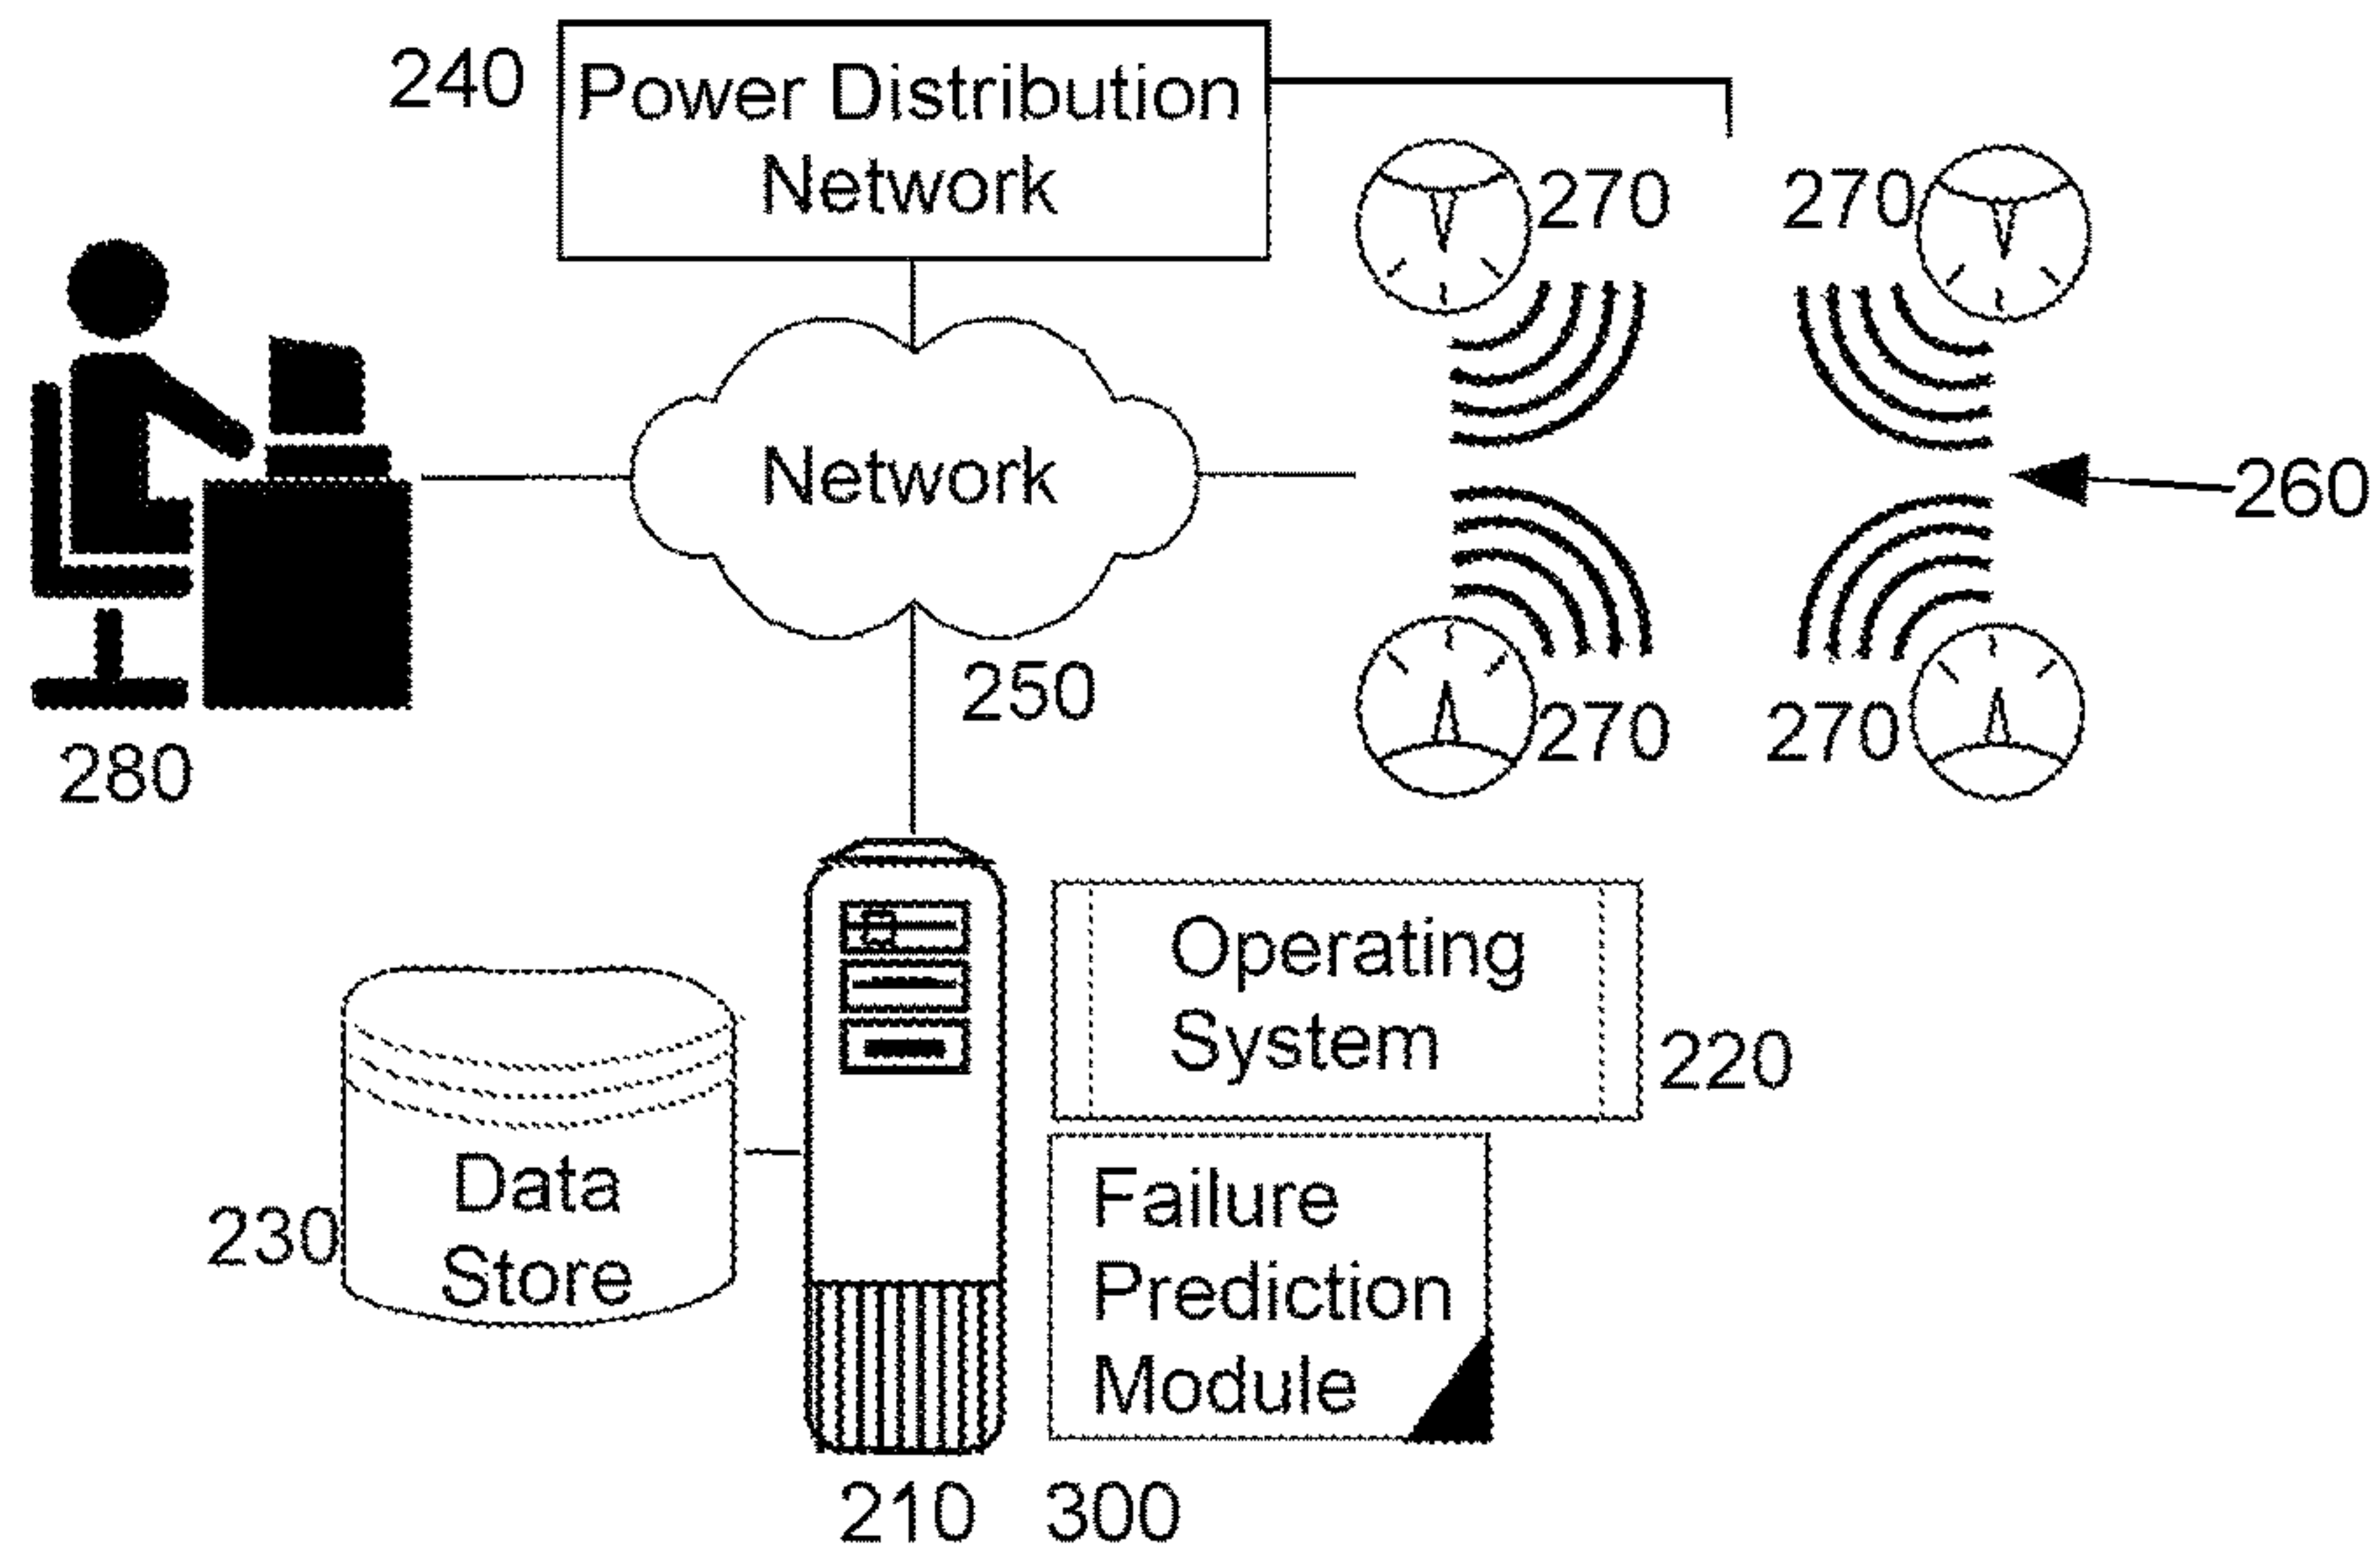 240
Power Distribution
Network
270
270
Network
260
250
270
270
280
Operating
System
220
Data
Store
230
Failure
Prediction
Module
210
300